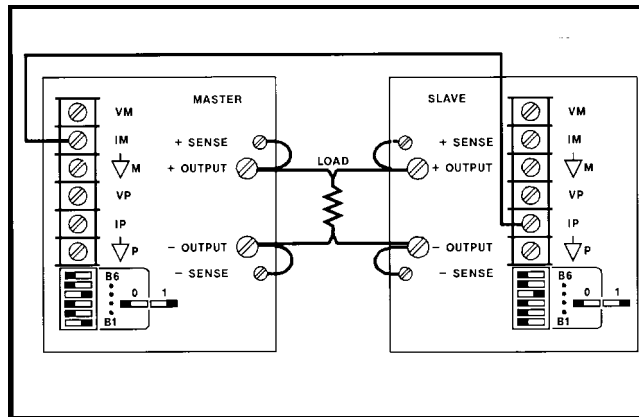 MASTER
VM
IM
M
VP
IP
P
+ SENSE
+ OUTPUT
- OUTPUT
- SENSE
B6
0 1
B1
LOAD
SLAVE
+ SENSE
+ OUTPUT
- OUTPUT
- SENSE
VM
IM
M
VP
IP
P
B6
0 1
B1